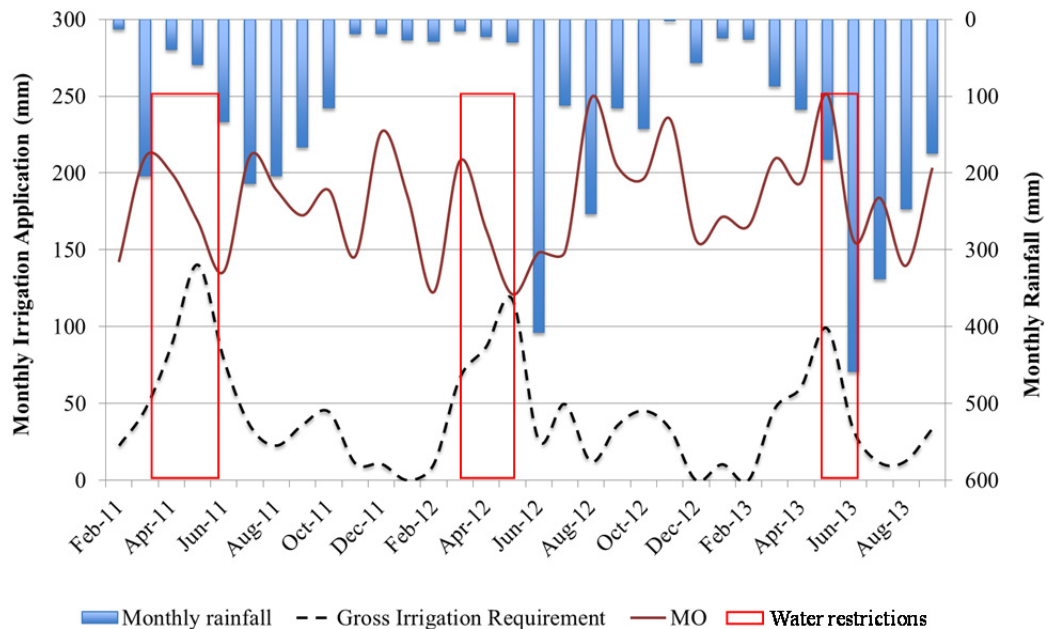 300
250
200
150
100
50
0
Monthly Irrigation Application (mm)
0
100
200
300
400
500
600
Monthly Rainfall (mm)
Feb-11
Apr-11
Jun-11
Aug-11
Oct-11
Dec-11
Feb-12
Apr-12
Jun-12
Aug-12
Oct-12
Dec-12
Feb-13
Apr-13
Jun-13
Aug-13
Monthly rainfall Gross Irrigation Requirement MO Water restrictions